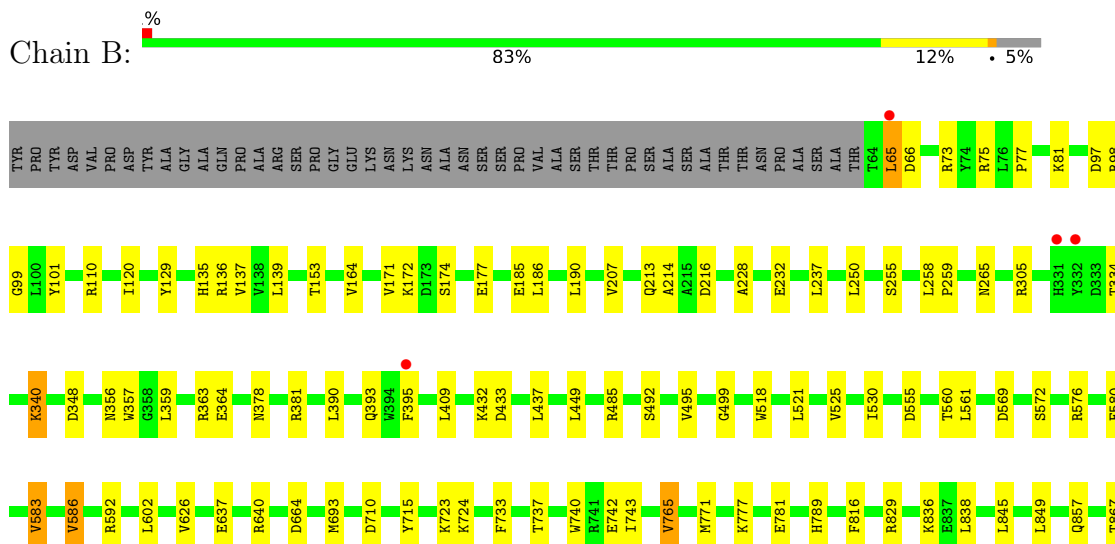 %
Chain B:
83% 12% • 5%
TYR PRO TYR ASP VAL PRO ASP TYR ALA GLY ALA GLN PRO ALA ARG SER PRO GLY GLU LYS ASN LYS ASN ALA ASN SER SER PRO VAL ALA SER THR THR PRO SER ALA SER ALA THR THR ASN PRO ALA SER ALA THR T64 L65 D66 R73 Y74 R75 L76 P77 K81 D97
G99 L100 Y101 R110 I120 Y129 H135 R136 V137 V138 L139 T153 V164 V171 K172 D173 S174 E177 E185 L186 L190 V207 Q213 A214 A215 D216 A228 E232 L237 L250 S255 L258 P259 N265 R305 H331 Y332 D333
K340 D348 N356 W357 G358 L359 R363 E364 N378 R381 L390 Q393 W394 F395 L409 K432 D433 L437 L449 R485 S492 V495 G499 W518 L521 V525 I530 D555 T560 L561 D569 S572 R576
V583 V586 R592 L602 V626 E637 R640 D664 M693 D710 Y715 K723 K724 F733 T737 W740 R741 E742 I743 V765 M771 K777 E781 H789 F816 R829 K836 E837 L838 L845 L849 Q857